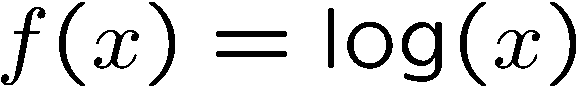 f(x) = log(x)